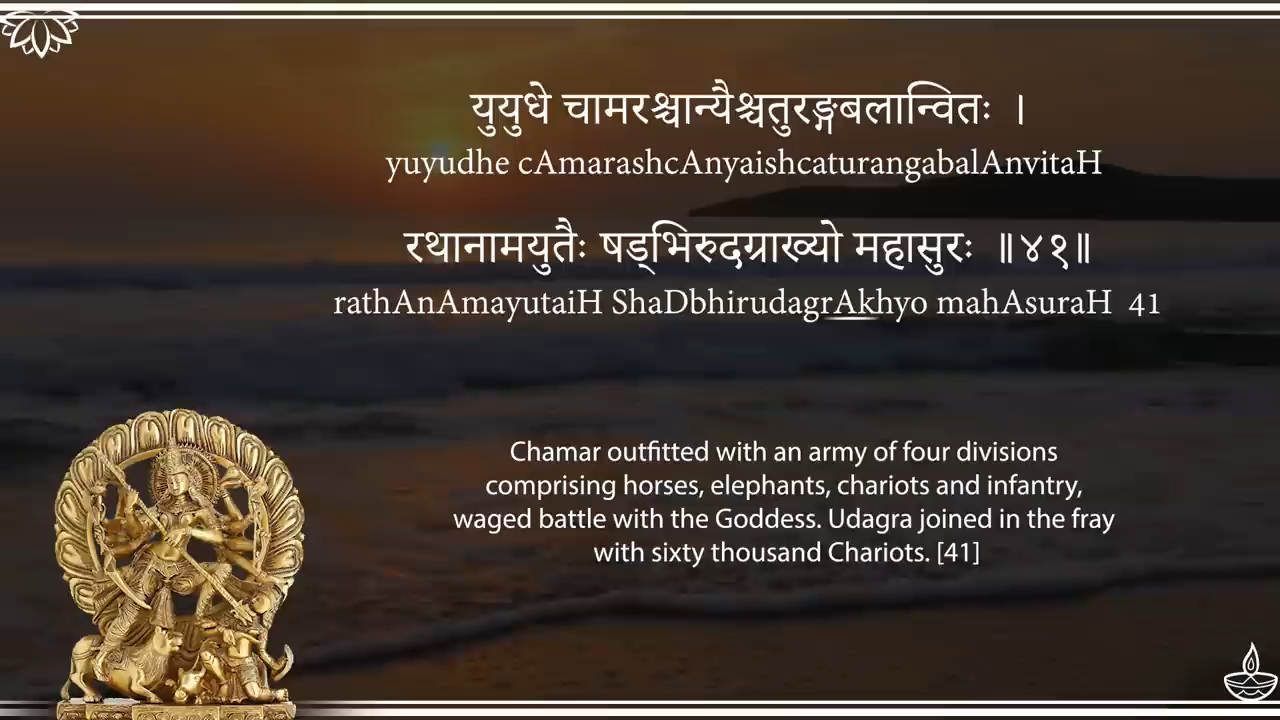 युयुधे चामरश्चान्यैश्चतुरङ्गबलान्वितः ।
yuyudhe cAmarashcAnyaishcaturangabalAnvitaH
रथानामयुतैः षड्भिरुदग्राख्यो महासुरः ॥४१॥
rathAnAmayutaiH ShaDbhirudagrAkhyo mahAsuraH 41
Chamar outfitted with an army of four divisions
comprising horses, elephants, chariots and infantry,
waged battle with the Goddess. Udagra joined in the fray
with sixty thousand Chariots. [41]